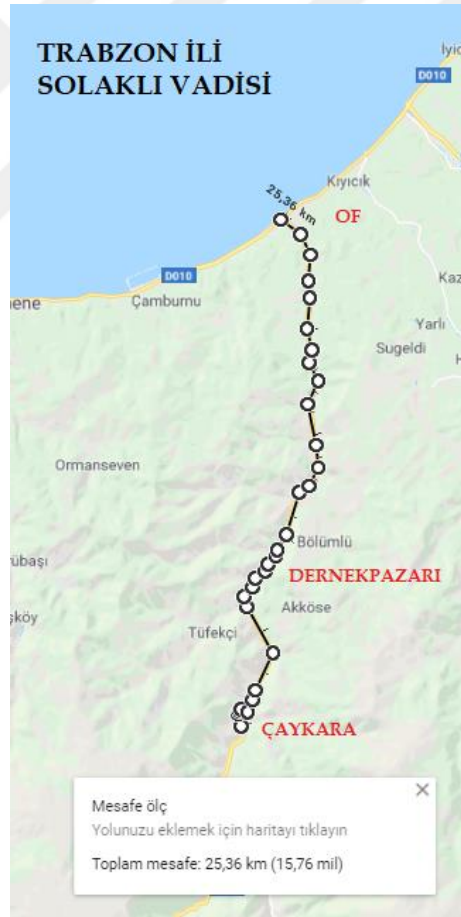 TRABZON İLİ
SOLAKLI VADİSİ
İyid
D010
Kıyıcık
25,36 km
OF
D010
Kaz
ene
Çamburnu
Yarlı
Sugeldi
Ormanseven
Bölümlü
übaşı
DERNEKPAZARI
Akköse
şköy
Tüfekçi
ÇAYKARA
Mesafe ölç
Yolunuzu eklemek için haritayı tıklayın
Toplam mesafe: 25,36 km (15,76 mil)